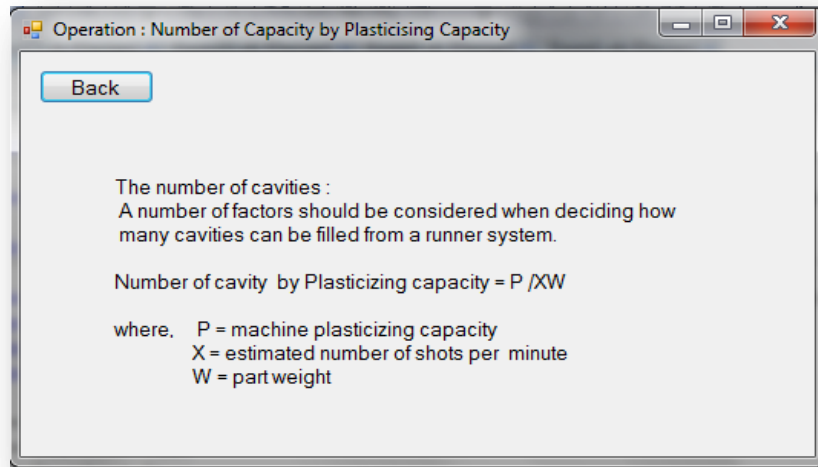 Operation : Number of Capacity by Plasticising Capacity
Back
The number of cavities :
A number of factors should be considered when deciding how
many cavities can be filled from a runner system.
Number of cavity by Plasticizing capacity = P /XW
where, P = machine plasticizing capacity
X = estimated number of shots per minute
W = part weight